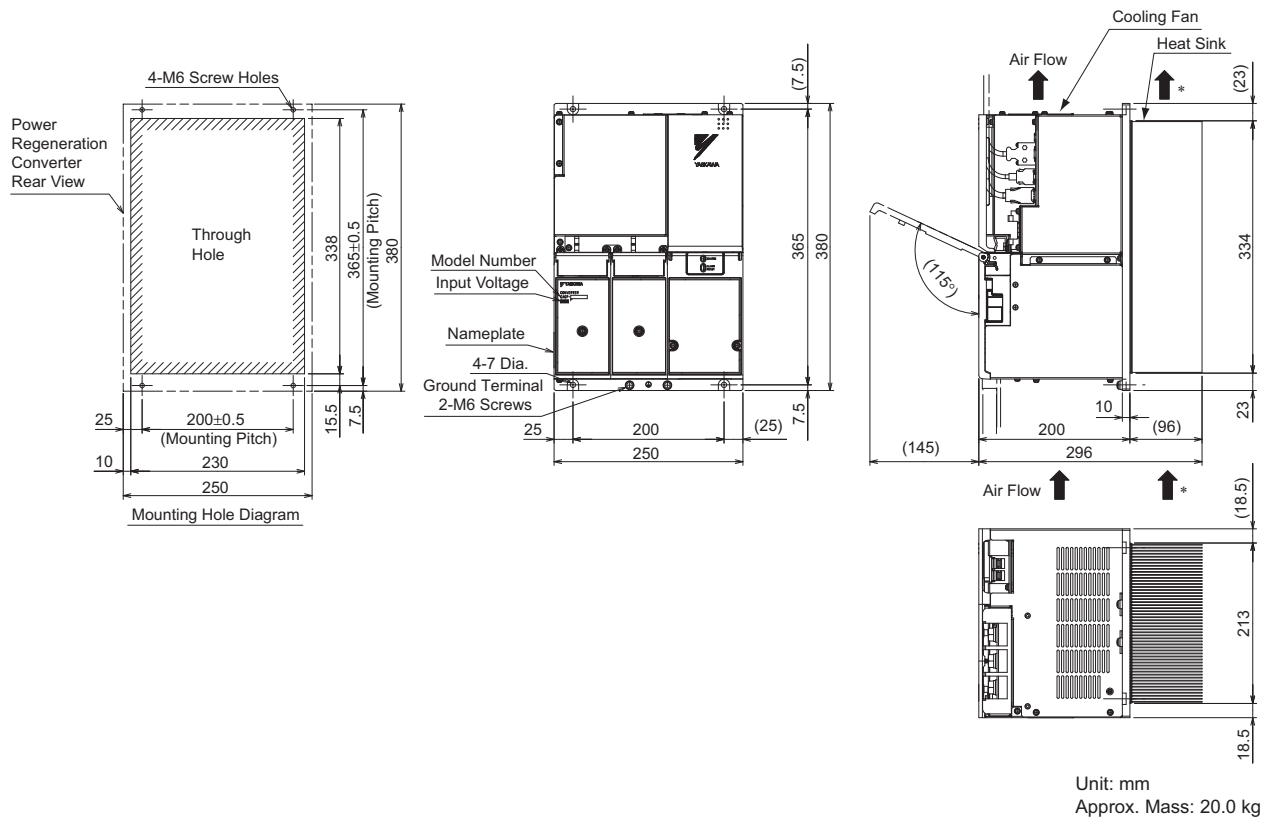 4-M6 Screw Holes
Power
Regeneration
Converter
Rear View
Through
Hole
338
365±0.5
(Mounting Pitch)
380
25
200±0.5
(Mounting Pitch)
15.5
7.5
10
230
250
Mounting Hole Diagram
(7.5)
YASKAWA
365
380
Model Number
Input Voltage
YASKAWA
CONVERTER
Nameplate
4-7 Dia.
Ground Terminal
2-M6 Screws
25
200
(25)
7.5
250
Cooling Fan
Heat Sink
Air Flow
*
(23)
(115°)
334
10
23
200
(96)
(145)
296
Air Flow
*
(18.5)
213
18.5
Unit: mm
Approx. Mass: 20.0 kg